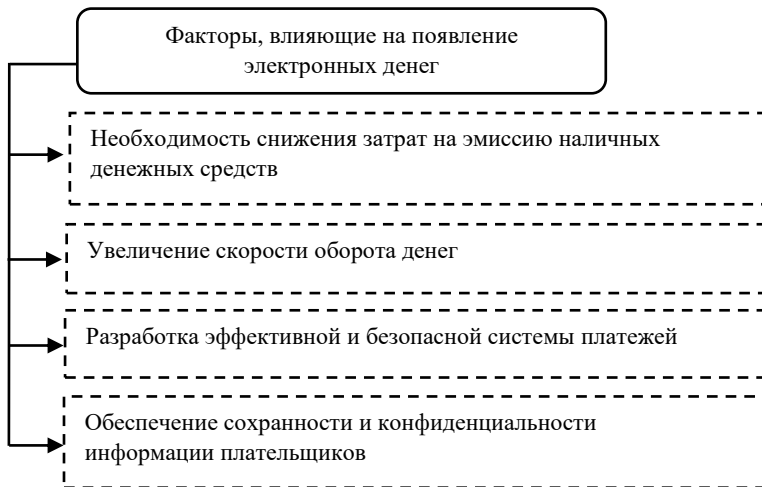 Факторы, влияющие на появление
электронных денег
Необходимость снижения затрат на эмиссию наличных
денежных средств
Увеличение скорости оборота денег
Разработка эффективной и безопасной системы платежей
Обеспечение сохранности и конфиденциальности
информации плательщиков